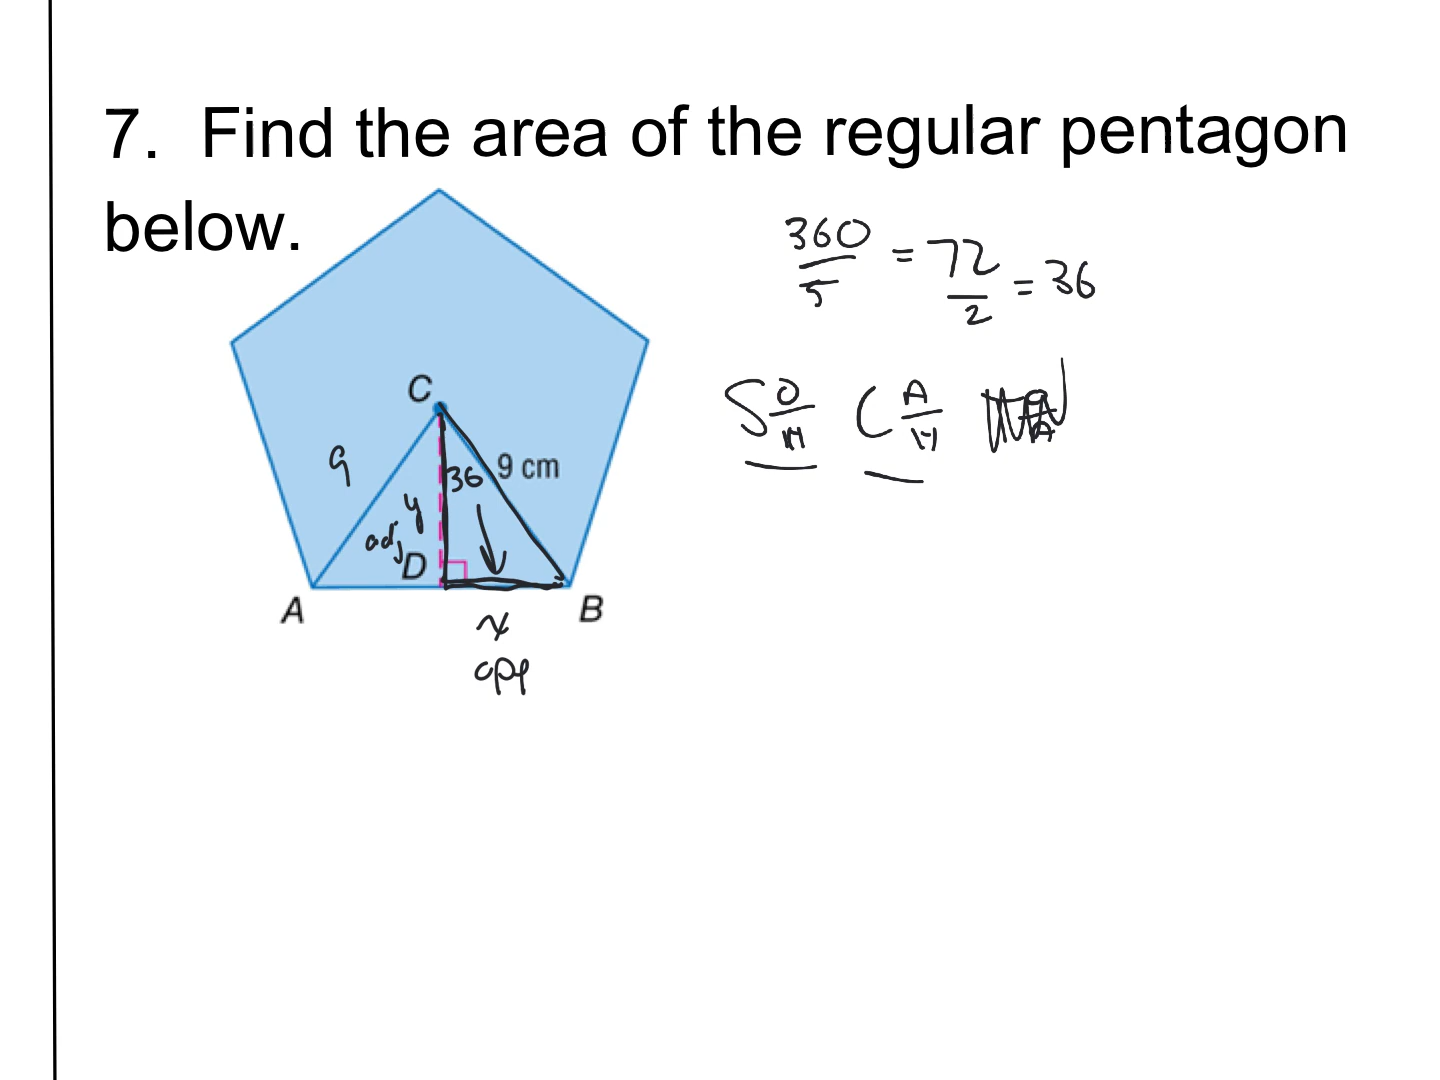 7. Find the area of the regular pentagon
below.
360/5 = 72/2 = 36
S O/H C A/H
C
9
36
9 cm
y
adj
D
A
B
x
opp